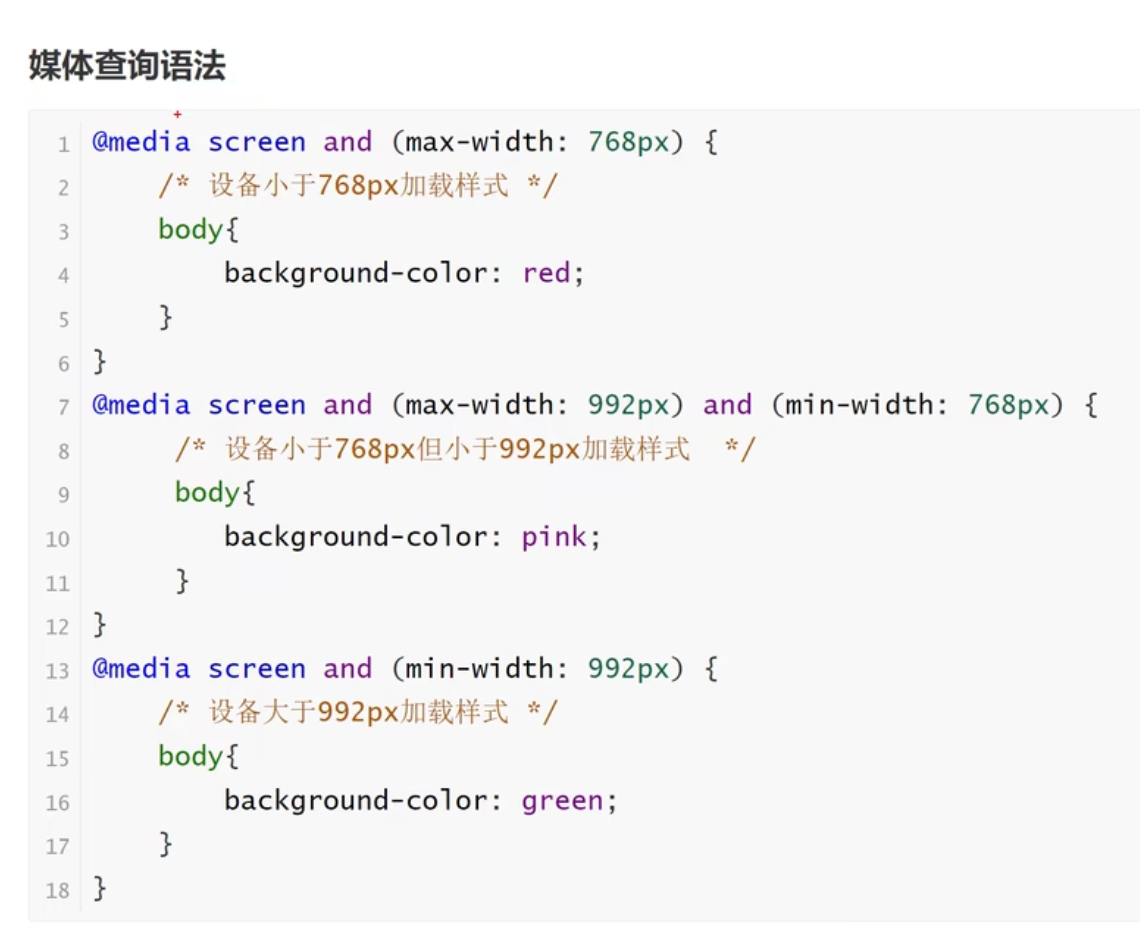 媒体查询语法
1 @media screen and (max-width: 768px) {
2 /* 设备小于768px加载样式 */
3 body{
4 background-color: red;
5 }
6 }
7 @media screen and (max-width: 992px) and (min-width: 768px) {
8 /* 设备小于768px但小于992px加载样式 */
9 body{
10 background-color: pink;
11 }
12 }
13 @media screen and (min-width: 992px) {
14 /* 设备大于992px加载样式 */
15 body{
16 background-color: green;
17 }
18 }